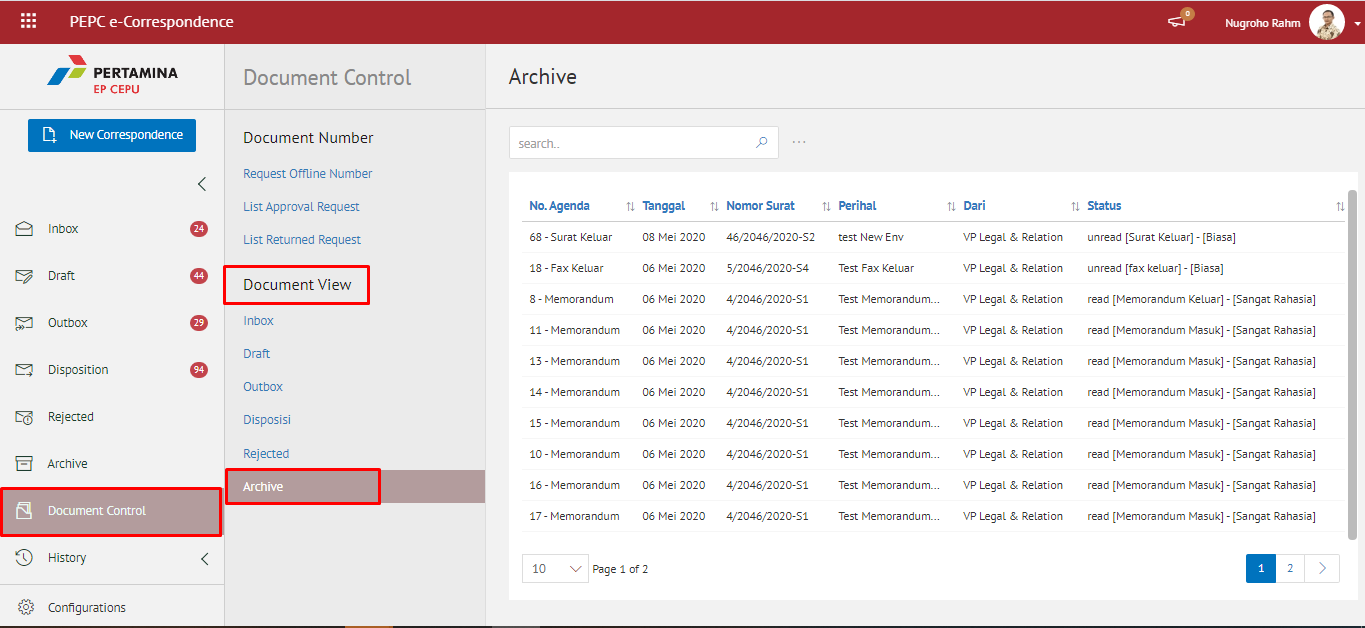 PEPC e-Correspondence
0
Nugroho Rahm
PERTAMINA
EP CEPU
New Correspondence
Inbox 24
Draft 44
Outbox 29
Disposition 94
Rejected
Archive
Document Control
History
Configurations
Document Control
Document Number
Request Offline Number
List Approval Request
List Returned Request
Document View
Inbox
Draft
Outbox
Disposisi
Rejected
Archive
Archive
search..
...
No. Agenda Tanggal Nomor Surat Perihal Dari Status
68 - Surat Keluar 08 Mei 2020 46/2046/2020-S2 test New Env VP Legal & Relation unread [Surat Keluar] - [Biasa]
18 - Fax Keluar 06 Mei 2020 5/2046/2020-S4 Test Fax Keluar VP Legal & Relation unread [fax keluar] - [Biasa]
8 - Memorandum 06 Mei 2020 4/2046/2020-S1 Test Memorandum... VP Legal & Relation read [Memorandum Keluar] - [Sangat Rahasia]
11 - Memorandum 06 Mei 2020 4/2046/2020-S1 Test Memorandum... VP Legal & Relation read [Memorandum Masuk] - [Sangat Rahasia]
13 - Memorandum 06 Mei 2020 4/2046/2020-S1 Test Memorandum... VP Legal & Relation read [Memorandum Masuk] - [Sangat Rahasia]
14 - Memorandum 06 Mei 2020 4/2046/2020-S1 Test Memorandum... VP Legal & Relation read [Memorandum Masuk] - [Sangat Rahasia]
15 - Memorandum 06 Mei 2020 4/2046/2020-S1 Test Memorandum... VP Legal & Relation read [Memorandum Masuk] - [Sangat Rahasia]
10 - Memorandum 06 Mei 2020 4/2046/2020-S1 Test Memorandum... VP Legal & Relation read [Memorandum Masuk] - [Sangat Rahasia]
16 - Memorandum 06 Mei 2020 4/2046/2020-S1 Test Memorandum... VP Legal & Relation read [Memorandum Masuk] - [Sangat Rahasia]
17 - Memorandum 06 Mei 2020 4/2046/2020-S1 Test Memorandum... VP Legal & Relation read [Memorandum Masuk] - [Sangat Rahasia]
10 Page 1 of 2 1 2